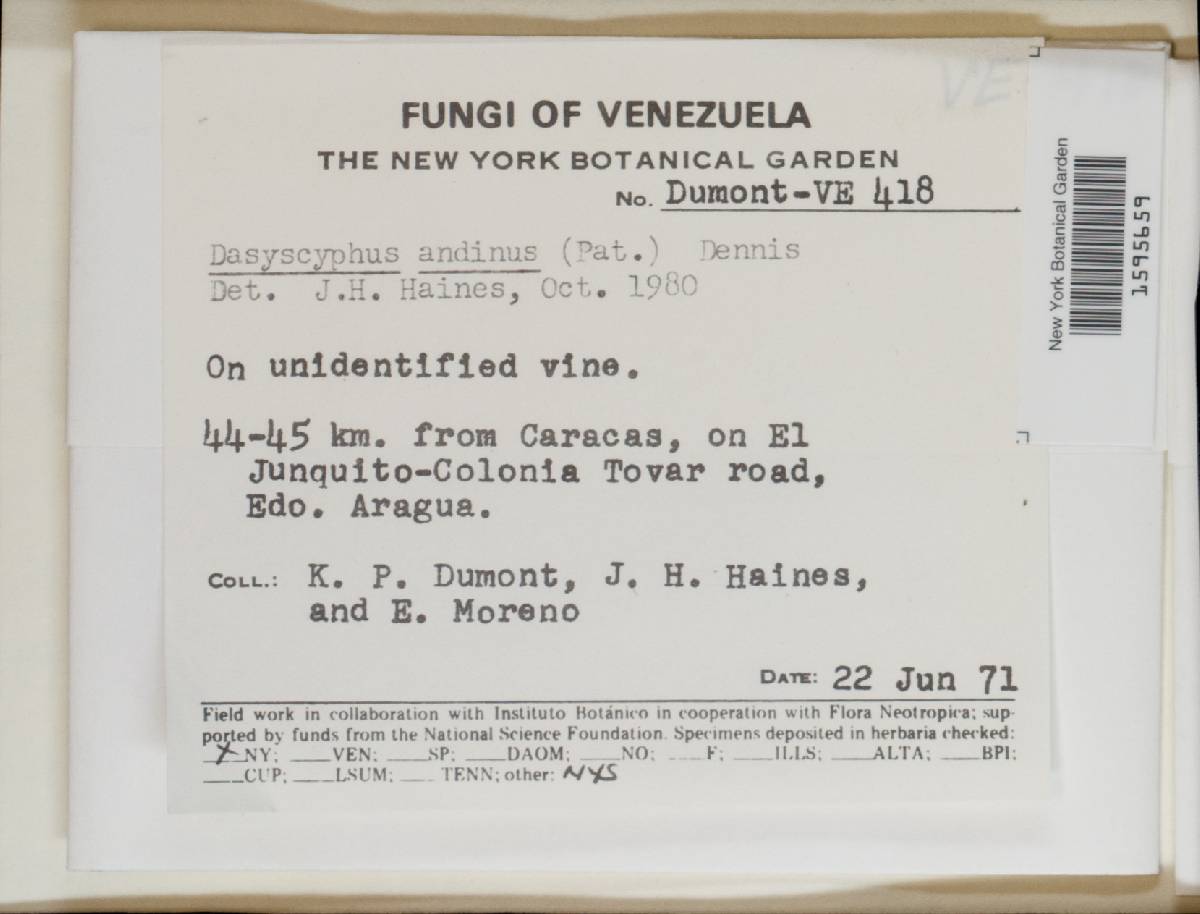 VE
FUNGI OF VENEZUELA
THE NEW YORK BOTANICAL GARDEN
No. Dumont-VE 418
Dasyscyphus andinus (Pat.) Dennis
Det. J.H. Haines, Oct. 1980
On unidentified vine.
44-45 km. from Caracas, on El
Junquito-Colonia Tovar road,
Edo. Aragua.
COLL.: K. P. Dumont, J. H. Haines,
and E. Moreno
DATE: 22 Jun 71
Field work in collaboration with Instituto Botánico in cooperation with Flora Neotropica; sup-
ported by funds from the National Science Foundation. Specimens deposited in herbaria checked:
X NY; ___VEN; ___SP; ___DAOM; ___NO; ___F; ___ILLS; ___ALTA; ___BPI;
___CUP; ___LSUM; ___TENN; other: NYS
New York Botanical Garden
1595659